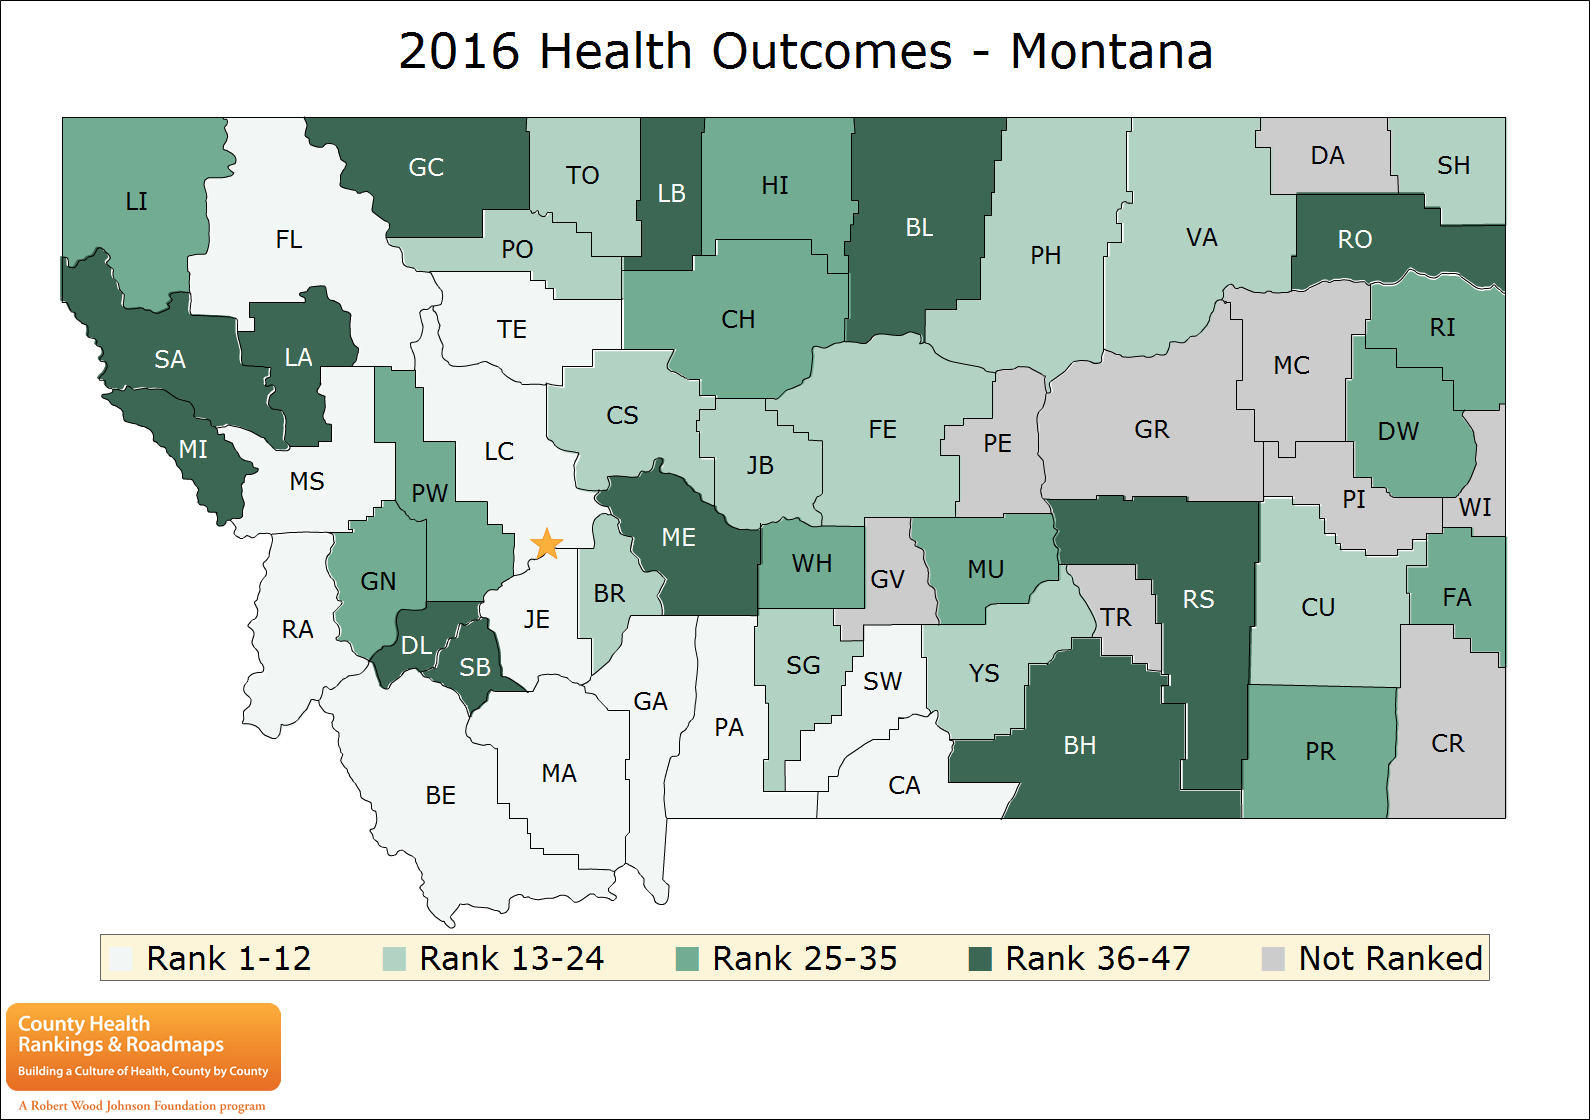 2016 Health Outcomes - Montana
LI
FL
GC
TO
LB
HI
BL
PH
VA
DA
SH
RO
PO
TE
CH
SA
LA
MC
RI
CS
FE
PE
GR
DW
MI
MS
LC
JB
PW
PI
WI
ME
WH
GV
MU
GN
BR
RS
CU
FA
RA
JE
TR
DL
SB
SG
SW
YS
GA
PA
BH
PR
CR
BE
MA
CA
Rank 1-12 Rank 13-24 Rank 25-35 Rank 36-47 Not Ranked
County Health
Rankings & Roadmaps
Building a Culture of Health, County by County
A Robert Wood Johnson Foundation program